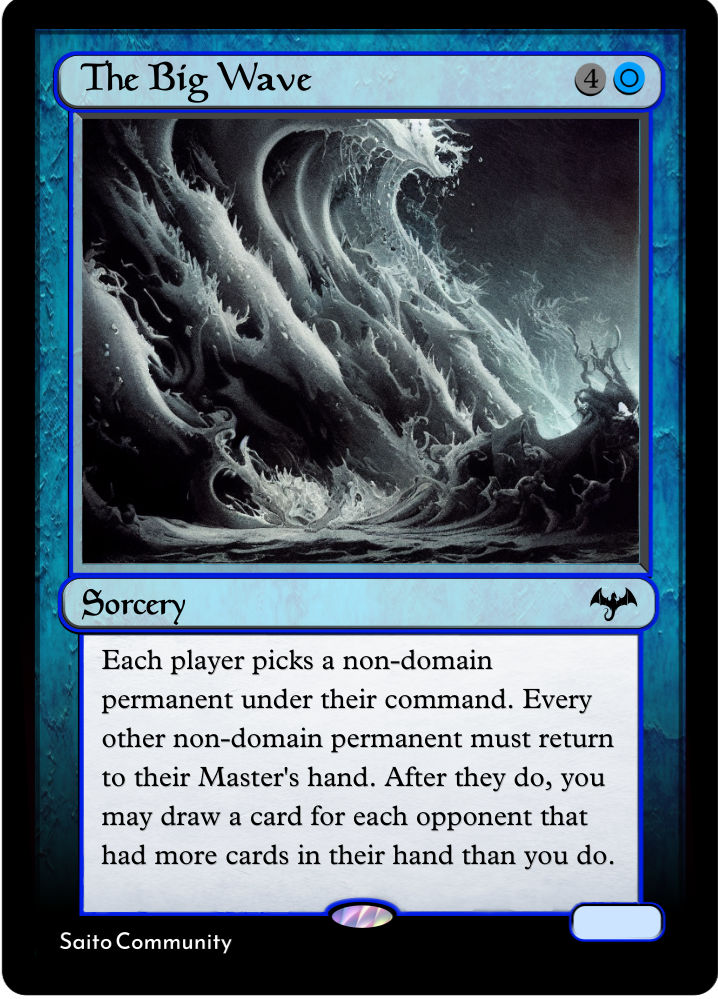 The Big Wave
4
Sorcery
Each player picks a non-domain
permanent under their command. Every
other non-domain permanent must return
to their Master's hand. After they do, you
may draw a card for each opponent that
had more cards in their hand than you do.
Saito Community